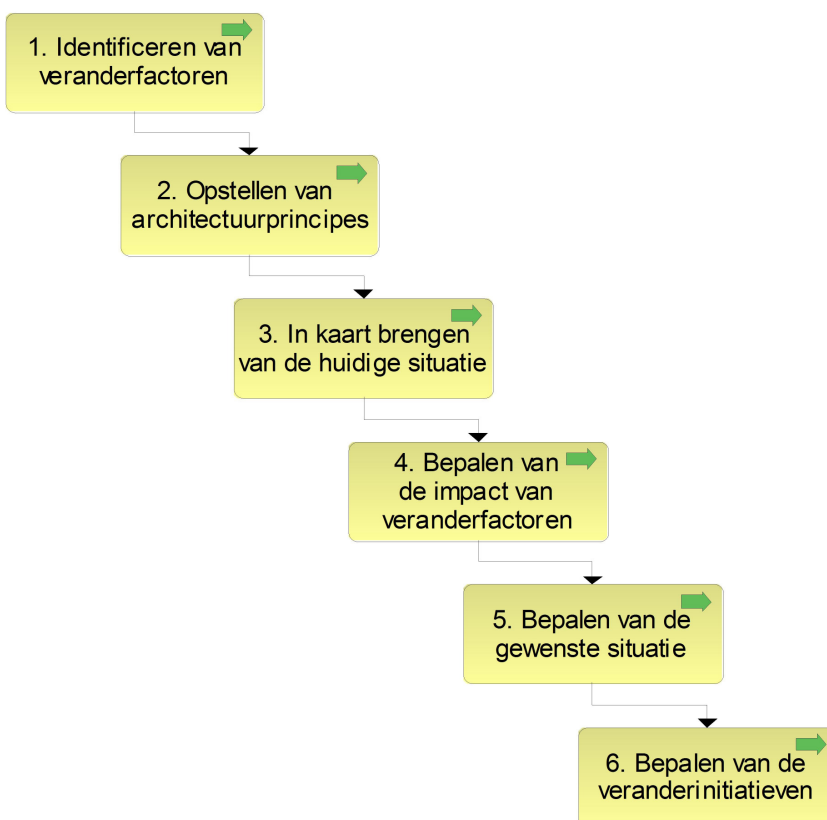 1. Identificeren van
veranderfactoren
2. Opstellen van
architectuurprincipes
3. In kaart brengen
van de huidige situatie
4. Bepalen van
de impact van
veranderfactoren
5. Bepalen van de
gewenste situatie
6. Bepalen van de
veranderinitiatieven